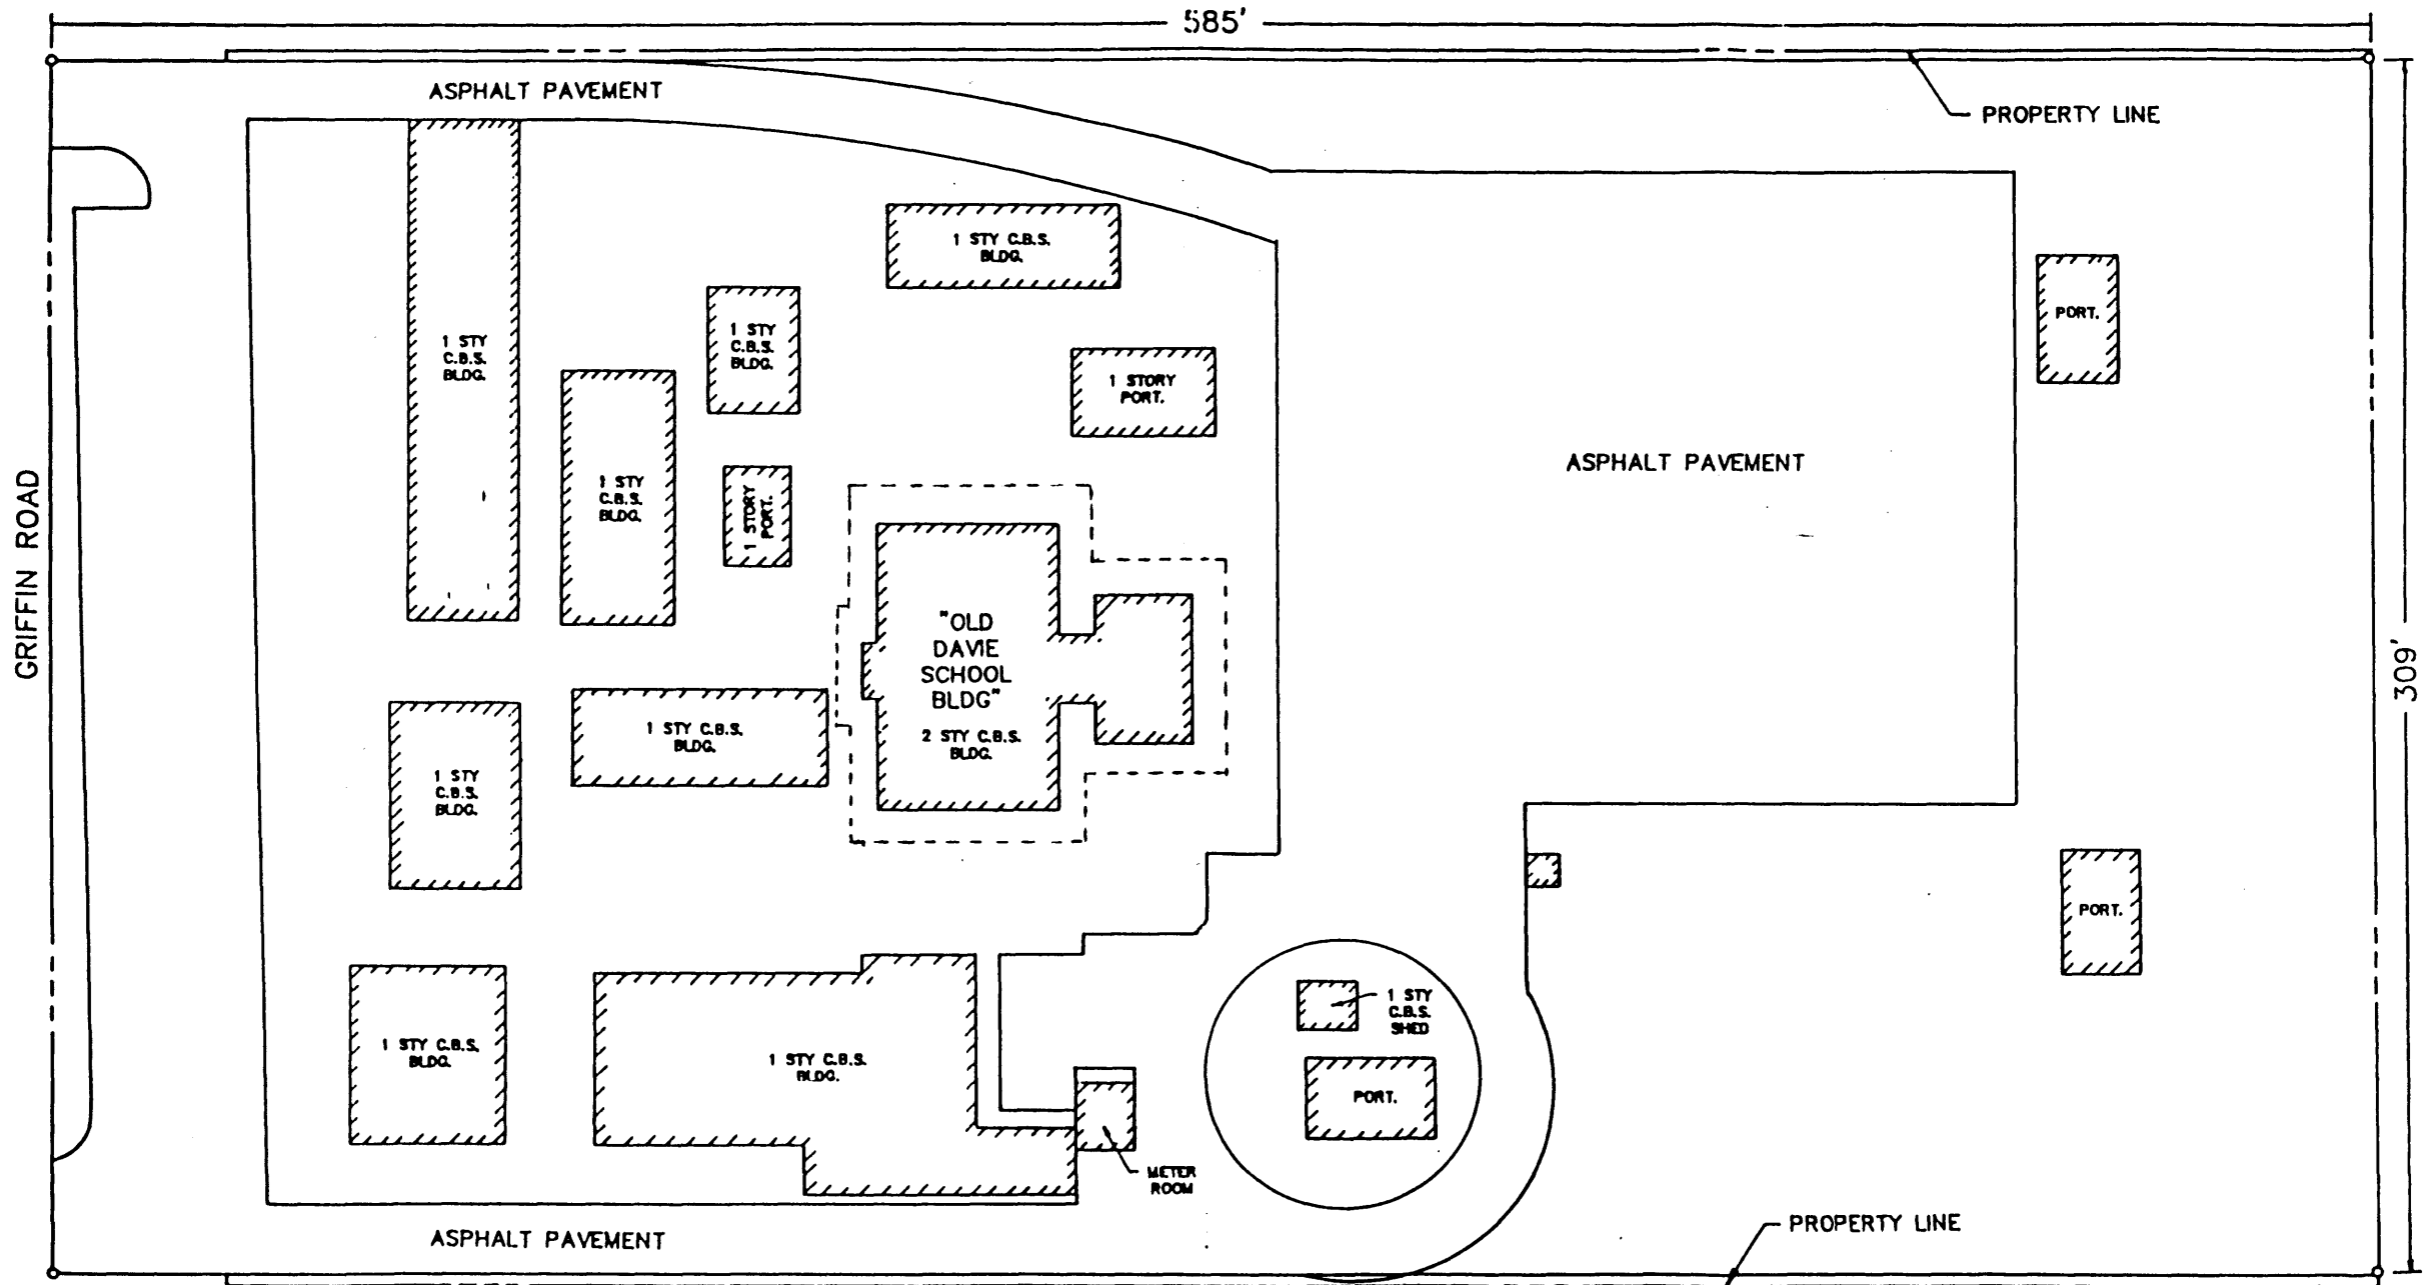 585'
ASPHALT PAVEMENT
PROPERTY LINE
1 STY C.B.S.
BLDG.
1 STY
C.B.S.
BLDG.
PORT.
1 STY
C.B.S.
BLDG.
1 STORY
PORT.
ASPHALT PAVEMENT
1 STY
C.B.S.
BLDG.
1 STORY
PORT.
GRIFFIN ROAD
"OLD
DAVIE
SCHOOL
BLDG"
2 STY C.B.S.
BLDG.
309'
1 STY C.B.S.
BLDG.
1 STY
C.B.S.
BLDG.
PORT.
1 STY
C.B.S.
SHED
1 STY C.B.S.
BLDG.
1 STY C.B.S.
BLDG.
PORT.
METER
ROOM
PROPERTY LINE
ASPHALT PAVEMENT